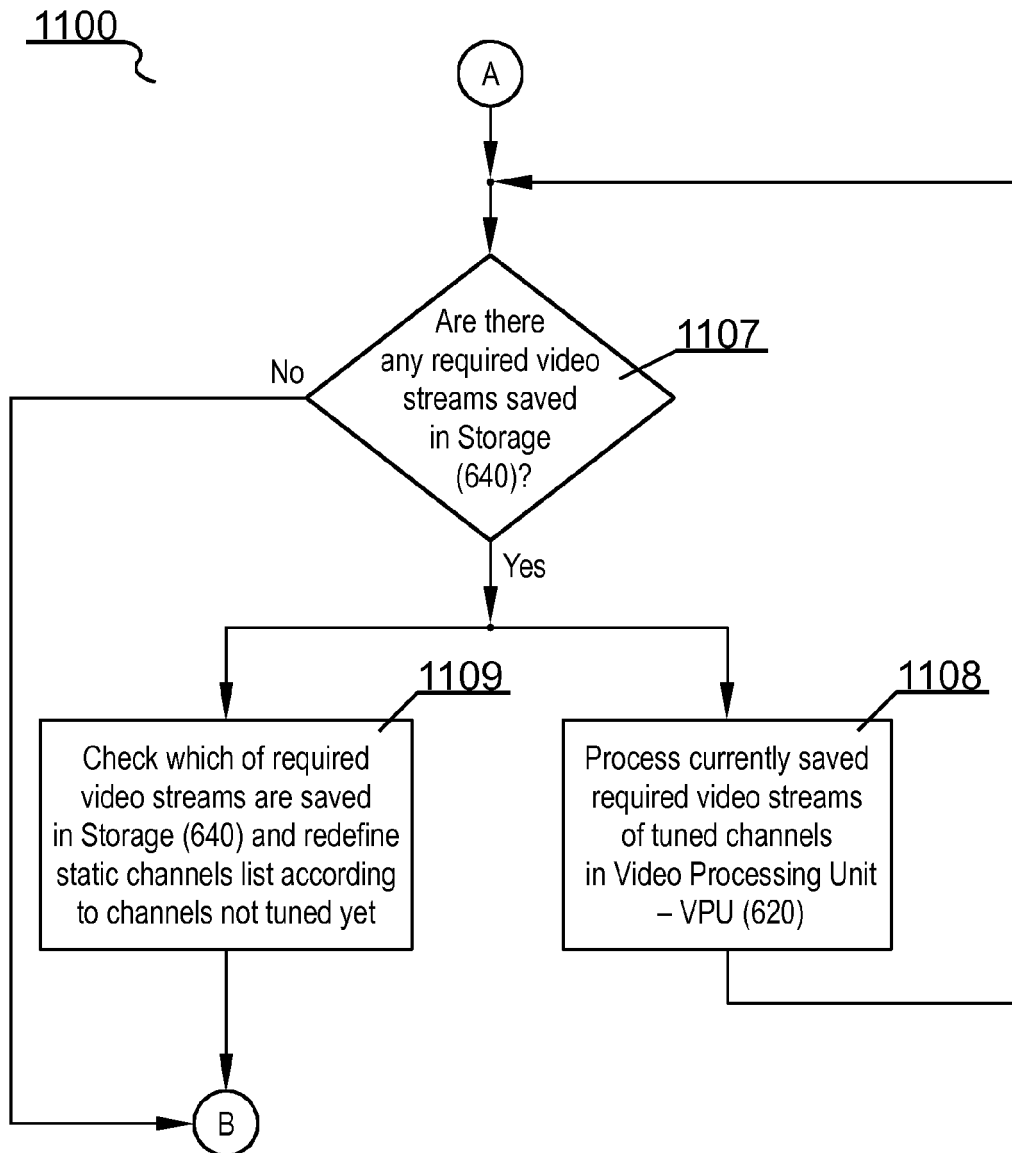 1100
A
Are there
any required video
streams saved
in Storage
(640)?
1107
No
Yes
1109
Check which of required
video streams are saved
in Storage (640) and redefine
static channels list according
to channels not tuned yet
1108
Process currently saved
required video streams
of tuned channels
in Video Processing Unit
– VPU (620)
B